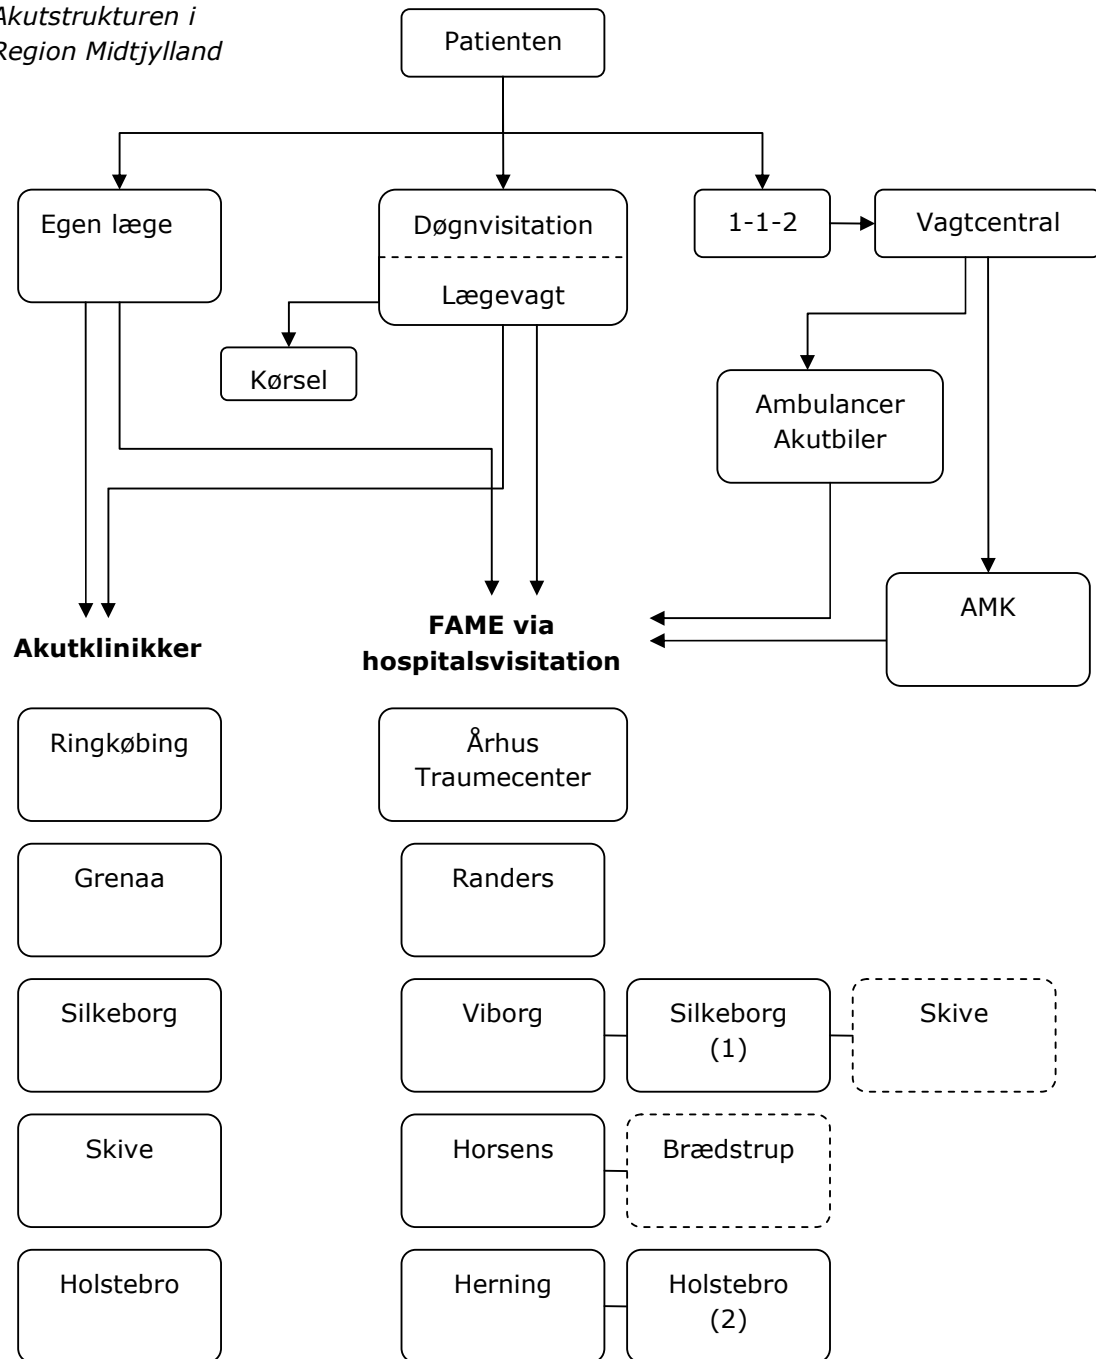 Akutstrukturen i
Region Midtjylland
Patienten
Egen læge
Døgnvisitation
Lægevagt
1-1-2
Vagtcentral
Kørsel
Ambulancer
Akutbiler
AMK
Akutklinikker
FAME via
hospitalsvisitation
Ringkøbing
Århus
Traumecenter
Grenaa
Randers
Silkeborg
Viborg
Silkeborg
(1)
Skive
Skive
Horsens
Brædstrup
Holstebro
Herning
Holstebro
(2)